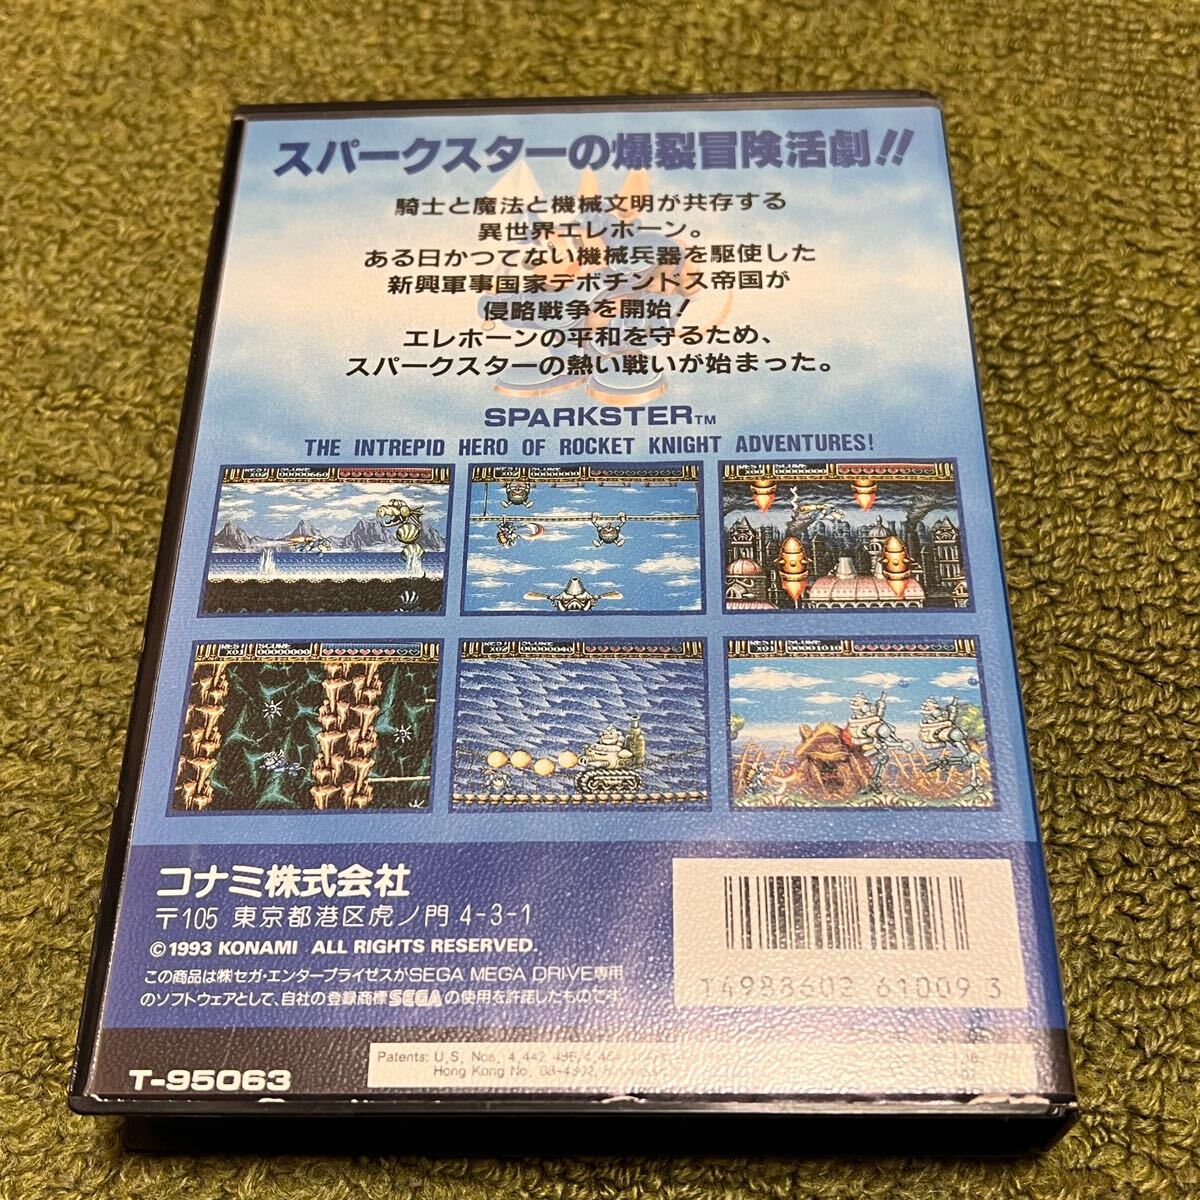 スパークスターの爆裂冒険活劇!!
騎士と魔法と機械文明が共存する
異世界エレホーン。
ある日かつてない機械兵器を駆使した
新興軍事国家デボチンドス帝国が
侵略戦争を開始!
エレホーンの平和を守るため、
スパークスターの熱い戦いが始まった。
SPARKSTER™
THE INTREPID HERO OF ROCKET KNIGHT ADVENTURES!
コナミ株式会社
〒105 東京都港区虎ノ門 4-3-1
©1993 KONAMI ALL RIGHTS RESERVED.
この商品は㈱セガ・エンタープライゼスがSEGA MEGA DRIVE専用
のソフトウェアとして、自社の登録商標SEGAの使用を許諾したものです。
T4988602 61009 3
Patents: U.S. Nos.
Hong Kong No.
T-95063